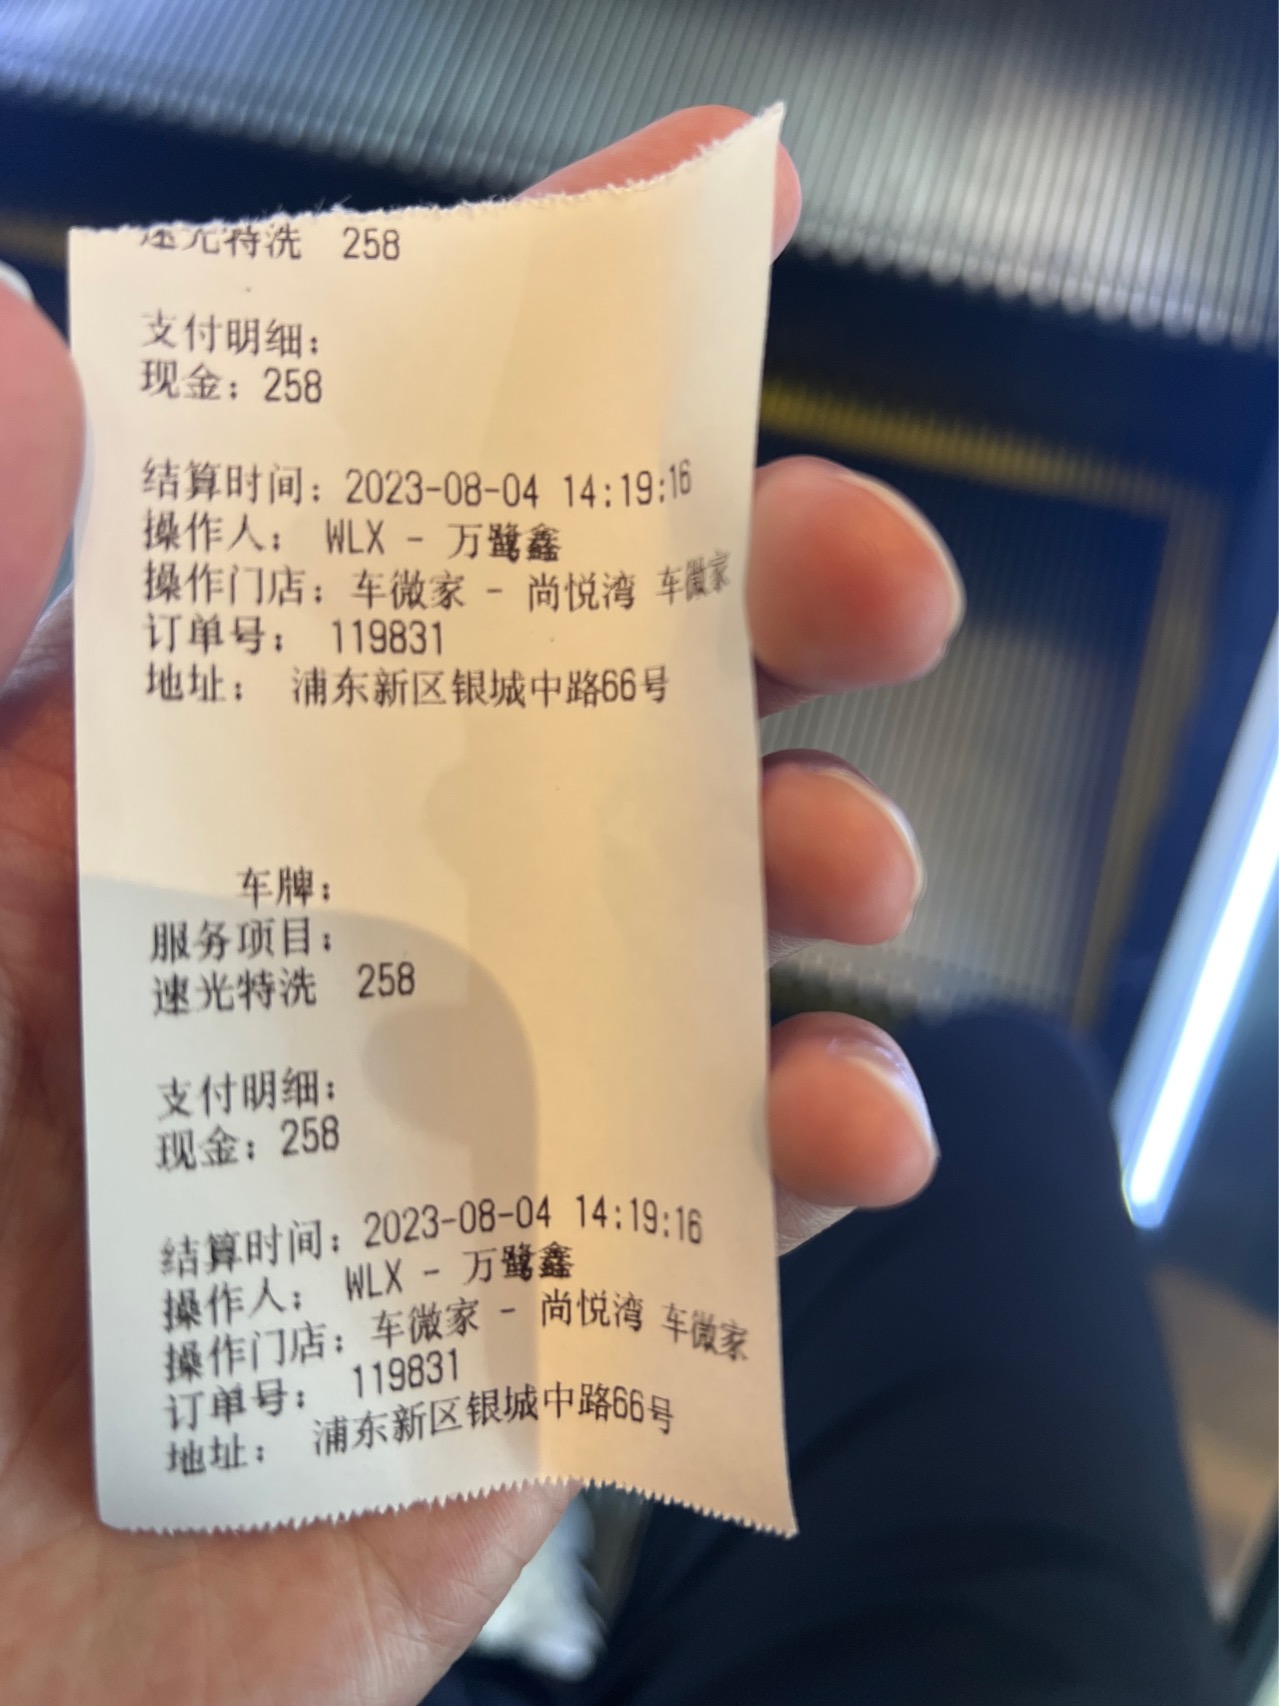 速光特洗 258
支付明细：
现金：258
结算时间：2023-08-04 14:19:16
操作人： WLX - 万鹭鑫
操作门店：车微家 - 尚悦湾 车微家
订单号： 119831
地址： 浦东新区银城中路66号
车牌：
服务项目：
速光特洗 258
支付明细：
现金：258
结算时间：2023-08-04 14:19:16
操作人： WLX - 万鹭鑫
操作门店：车微家 - 尚悦湾 车微家
订单号： 119831
地址： 浦东新区银城中路66号